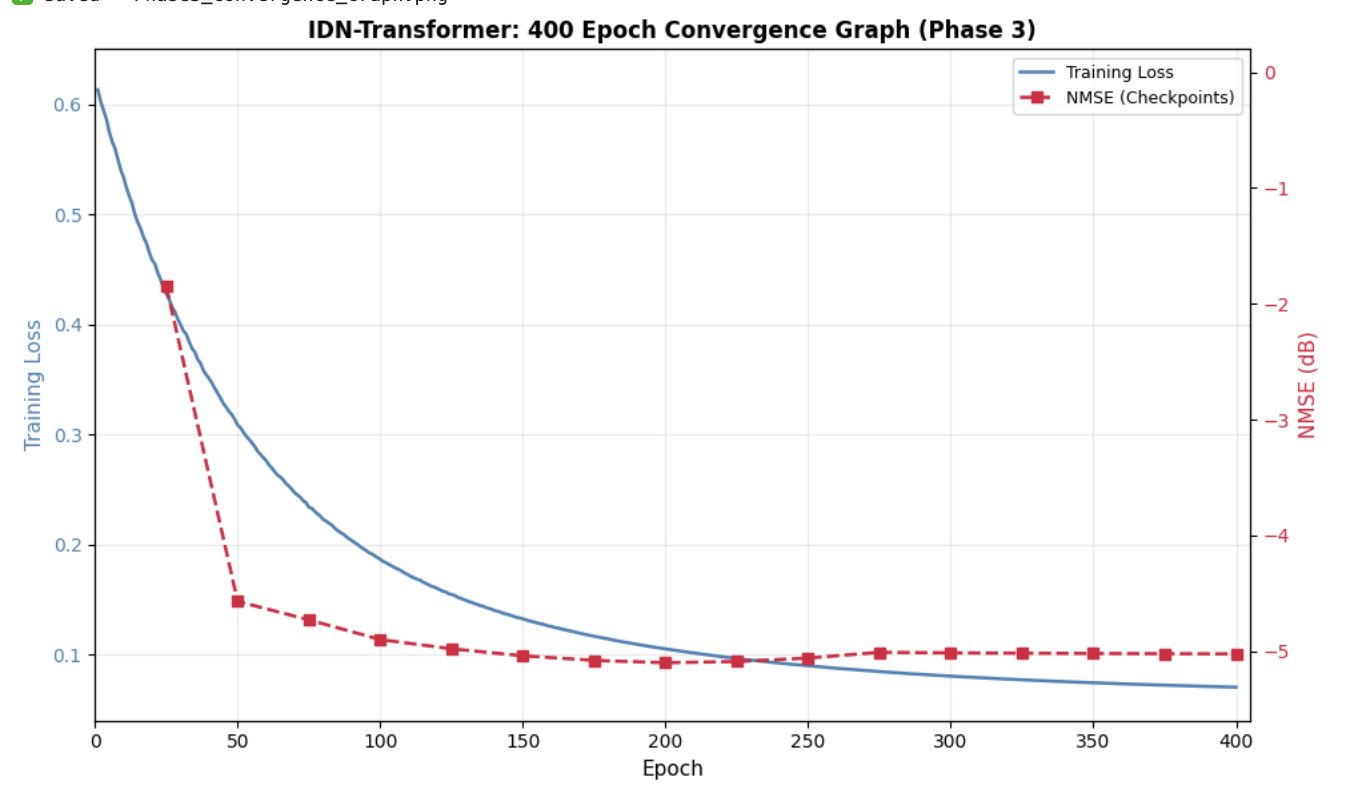 IDN-Transformer: 400 Epoch Convergence Graph (Phase 3)
Training Loss
NMSE (Checkpoints)
0.6
0.5
0.4
0.3
0.2
0.1
Training Loss
0
−1
−2
−3
−4
−5
NMSE (dB)
0 50 100 150 200 250 300 350 400
Epoch